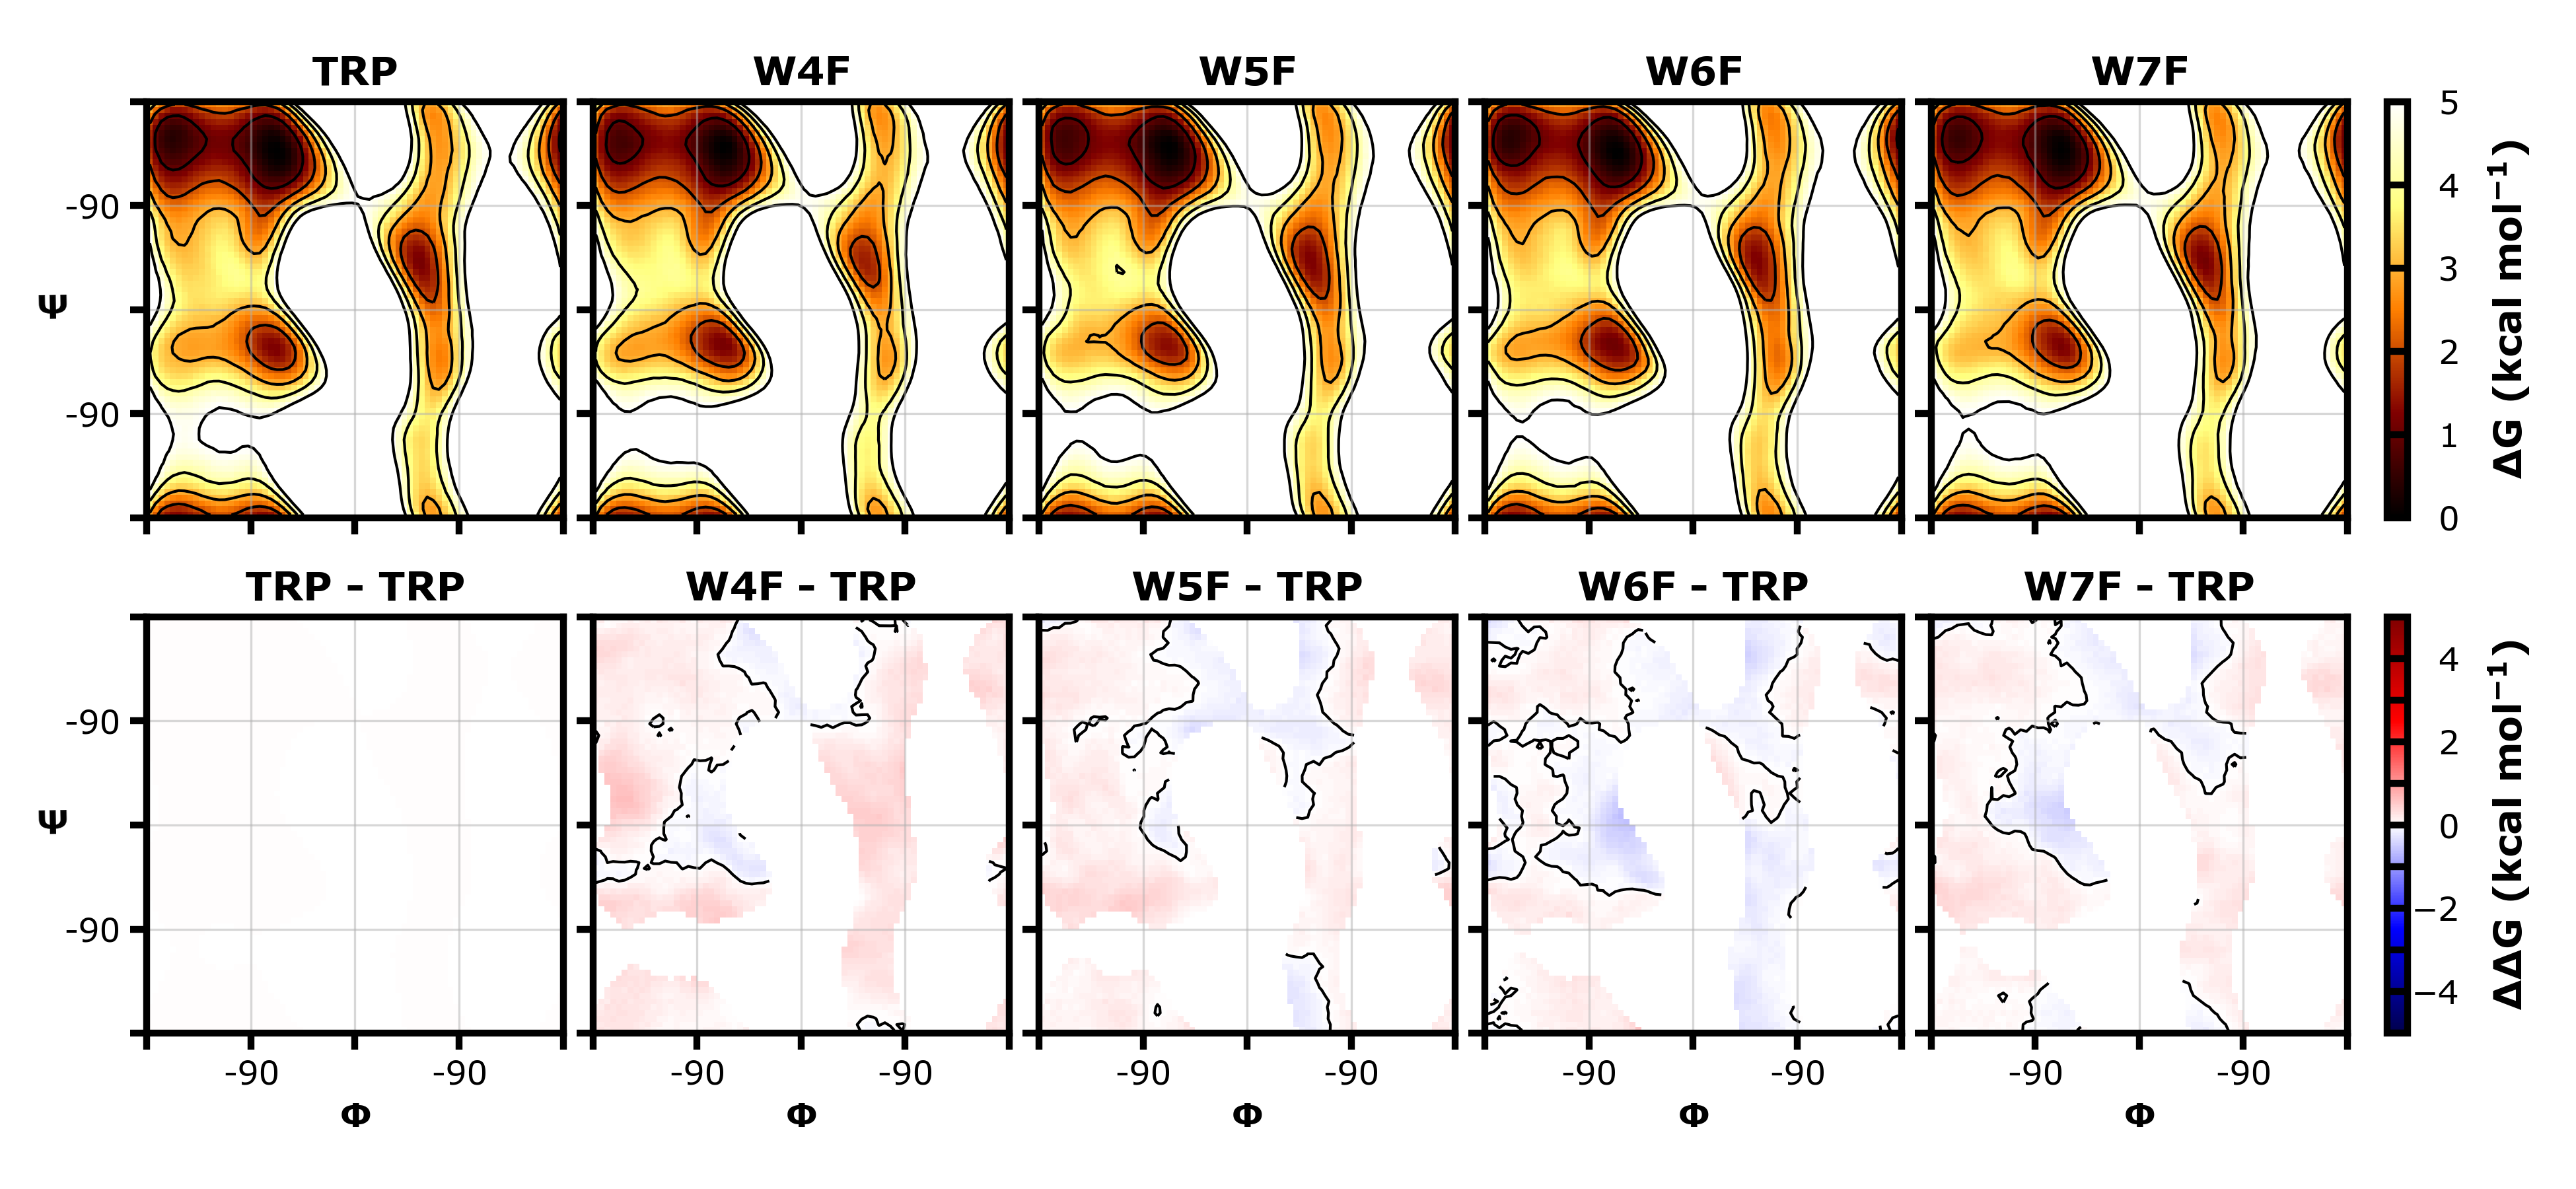 TRP W4F W5F W6F W7F
5
4
3
2
1
0
ΔG (kcal mol⁻¹)
-90
-90
Ψ
TRP – TRP W4F – TRP W5F – TRP W6F – TRP W7F – TRP
4
2
0
−2
−4
ΔΔG (kcal mol⁻¹)
-90
-90
Ψ
-90 -90 -90 -90 -90 -90 -90 -90 -90 -90
Φ Φ Φ Φ Φ